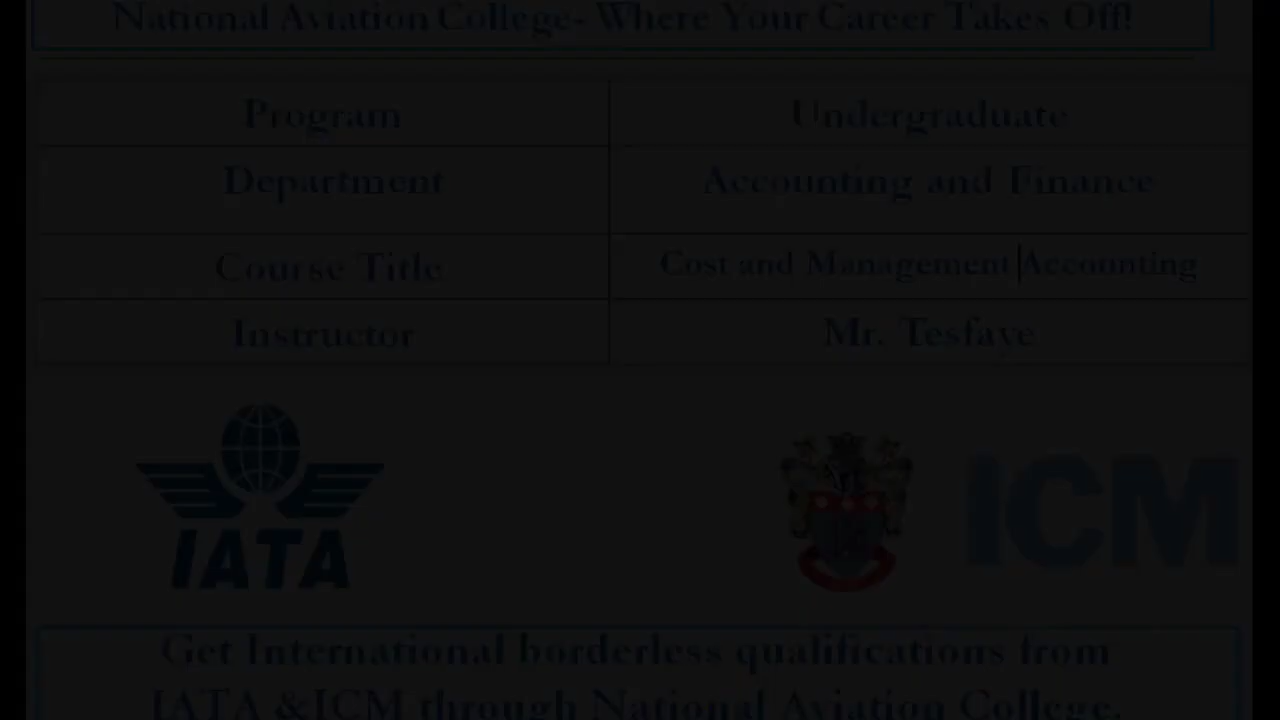 National Aviation College- Where Your Career Takes Off!
Program Undergraduate
Department Accounting and Finance
Course Title Cost and Management Accounting
Instructor Mr. Tesfaye
IATA ICM
Get International borderless qualifications from
IATA &ICM through National Aviation College.